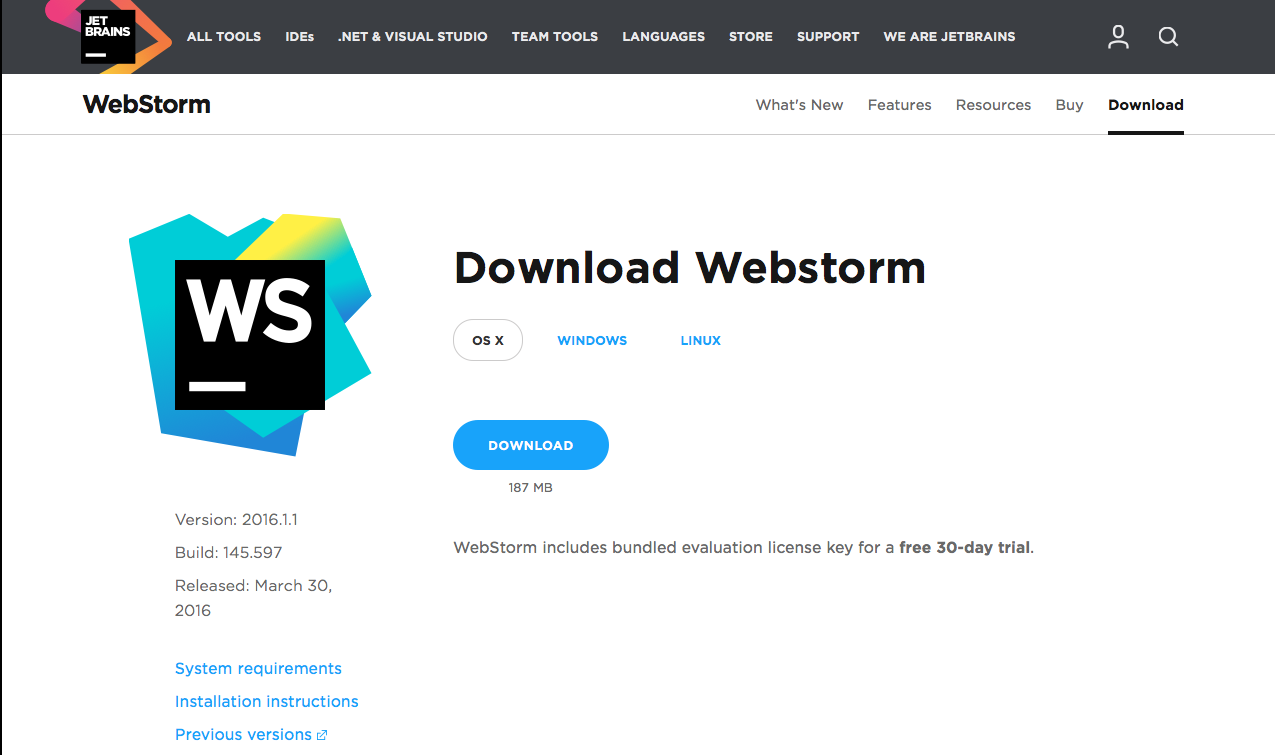 JET
BRAINS
ALL TOOLS IDEs .NET & VISUAL STUDIO TEAM TOOLS LANGUAGES STORE SUPPORT WE ARE JETBRAINS
WebStorm
What's New Features Resources Buy Download
WS
Download Webstorm
OS X WINDOWS LINUX
DOWNLOAD
187 MB
WebStorm includes bundled evaluation license key for a free 30-day trial.
Version: 2016.1.1
Build: 145.597
Released: March 30,
2016
System requirements
Installation instructions
Previous versions